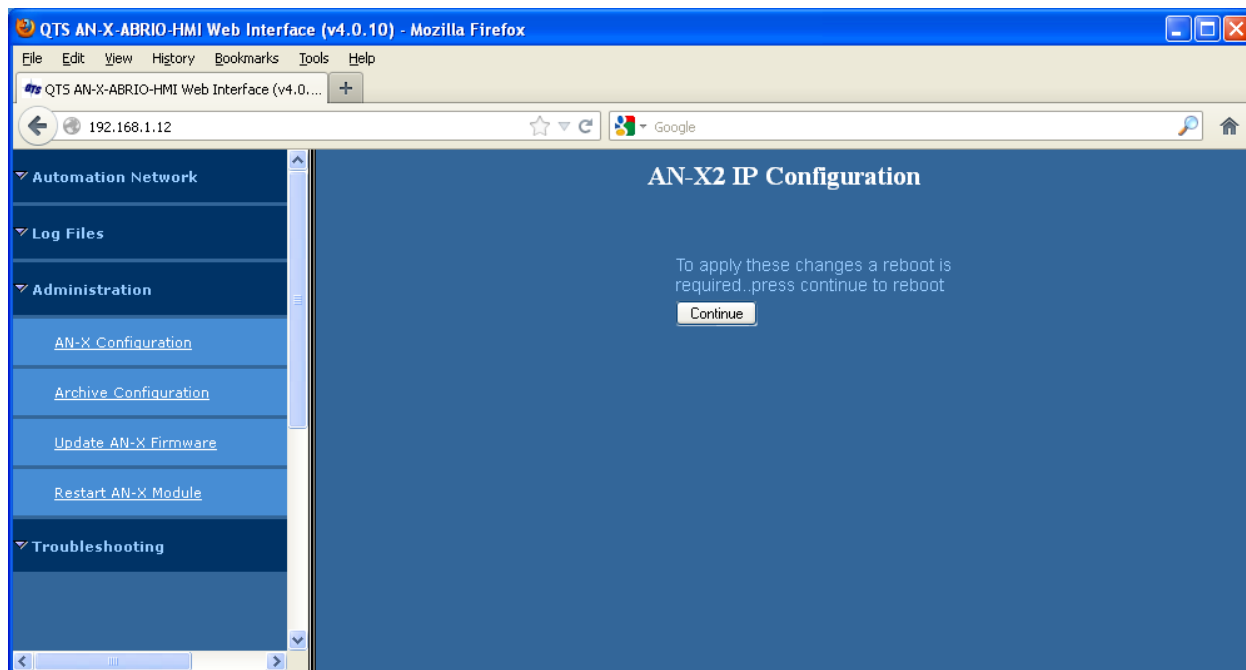 QTS AN-X-ABRIO-HMI Web Interface (v4.0.10) - Mozilla Firefox
File Edit View History Bookmarks Tools Help
QTS QTS AN-X-ABRIO-HMI Web Interface (v4.0.... +
192.168.1.12
Google
Automation Network
Log Files
Administration
AN-X Configuration
Archive Configuration
Update AN-X Firmware
Restart AN-X Module
Troubleshooting
AN-X2 IP Configuration
To apply these changes a reboot is
required..press continue to reboot
Continue